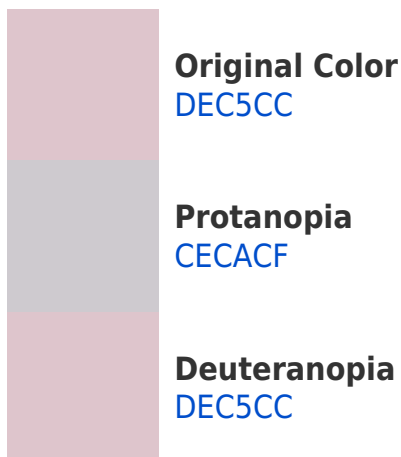 Original Color
DEC5CC
Protanopia
CECACF
Deuteranopia
DEC5CC